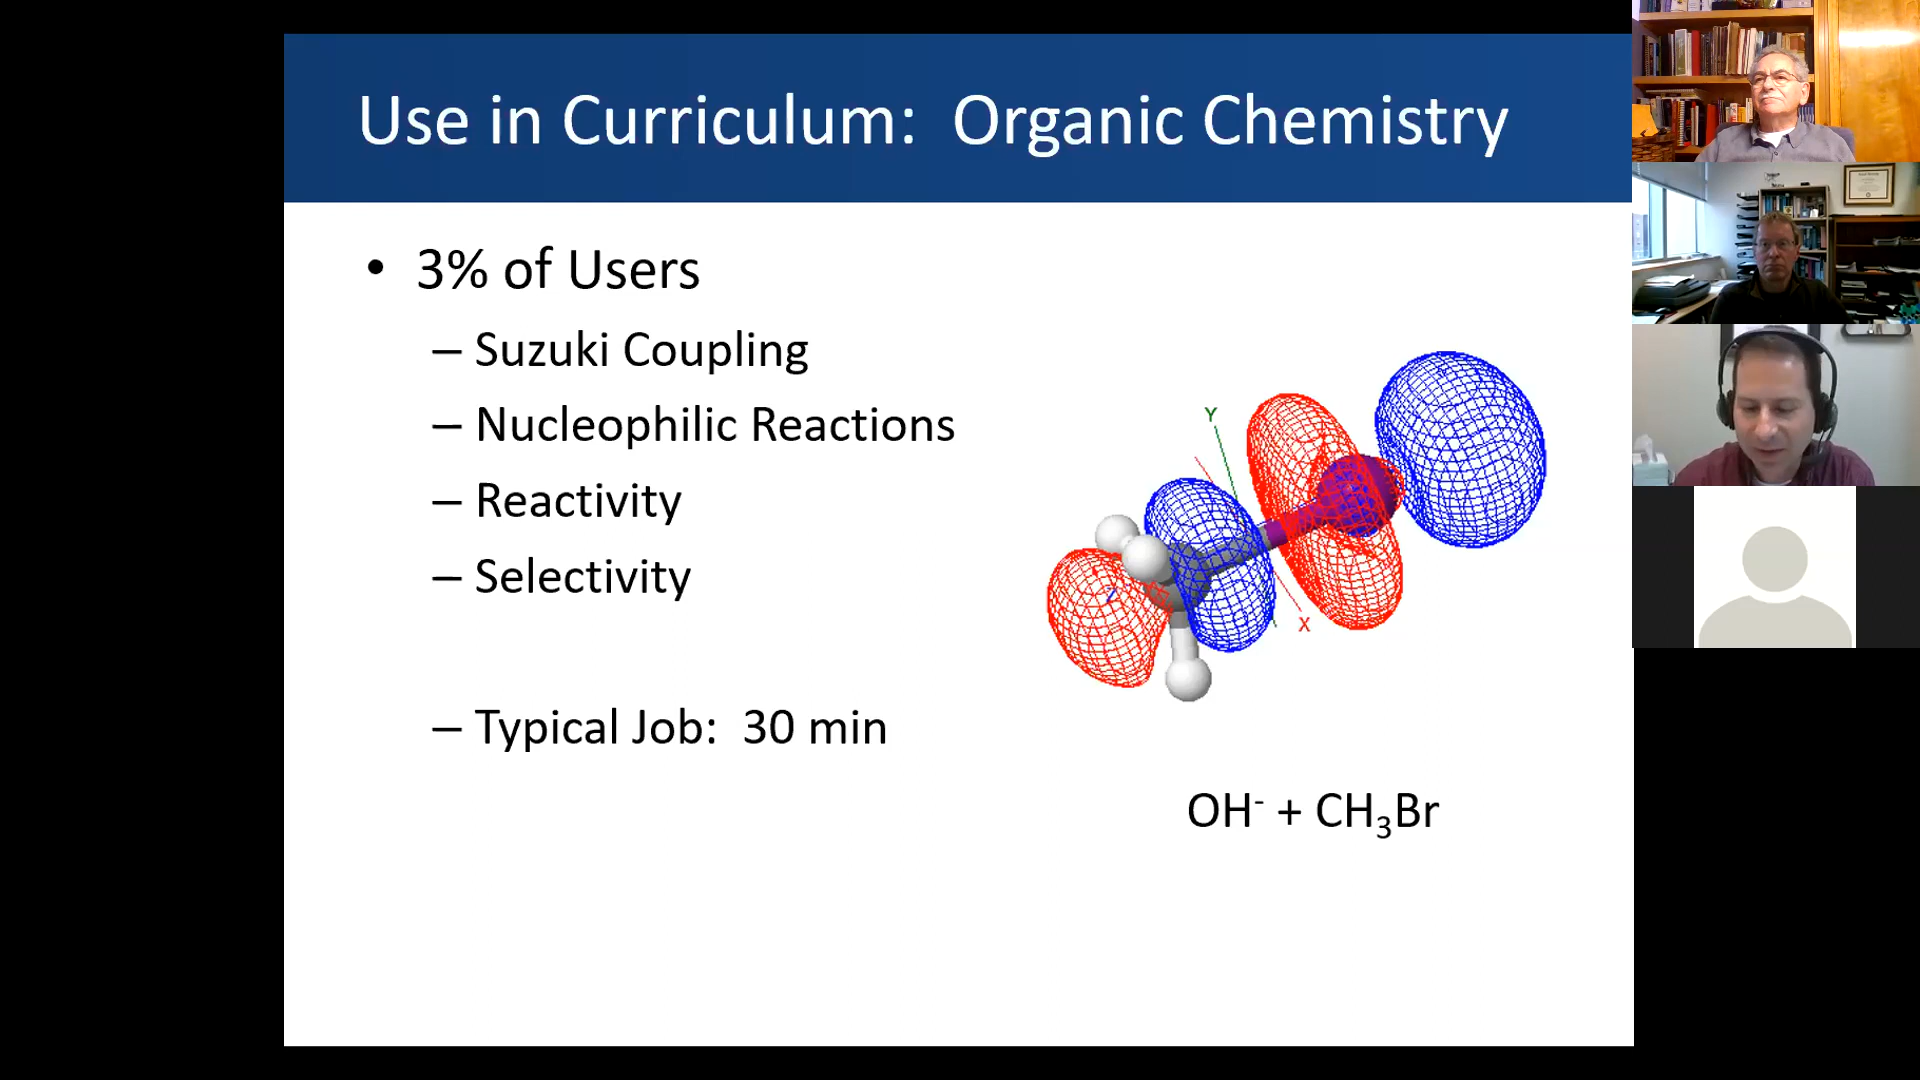 Use in Curriculum: Organic Chemistry
• 3% of Users
– Suzuki Coupling
– Nucleophilic Reactions
– Reactivity
– Selectivity
– Typical Job: 30 min
Y
X
OH⁻ + CH₃Br